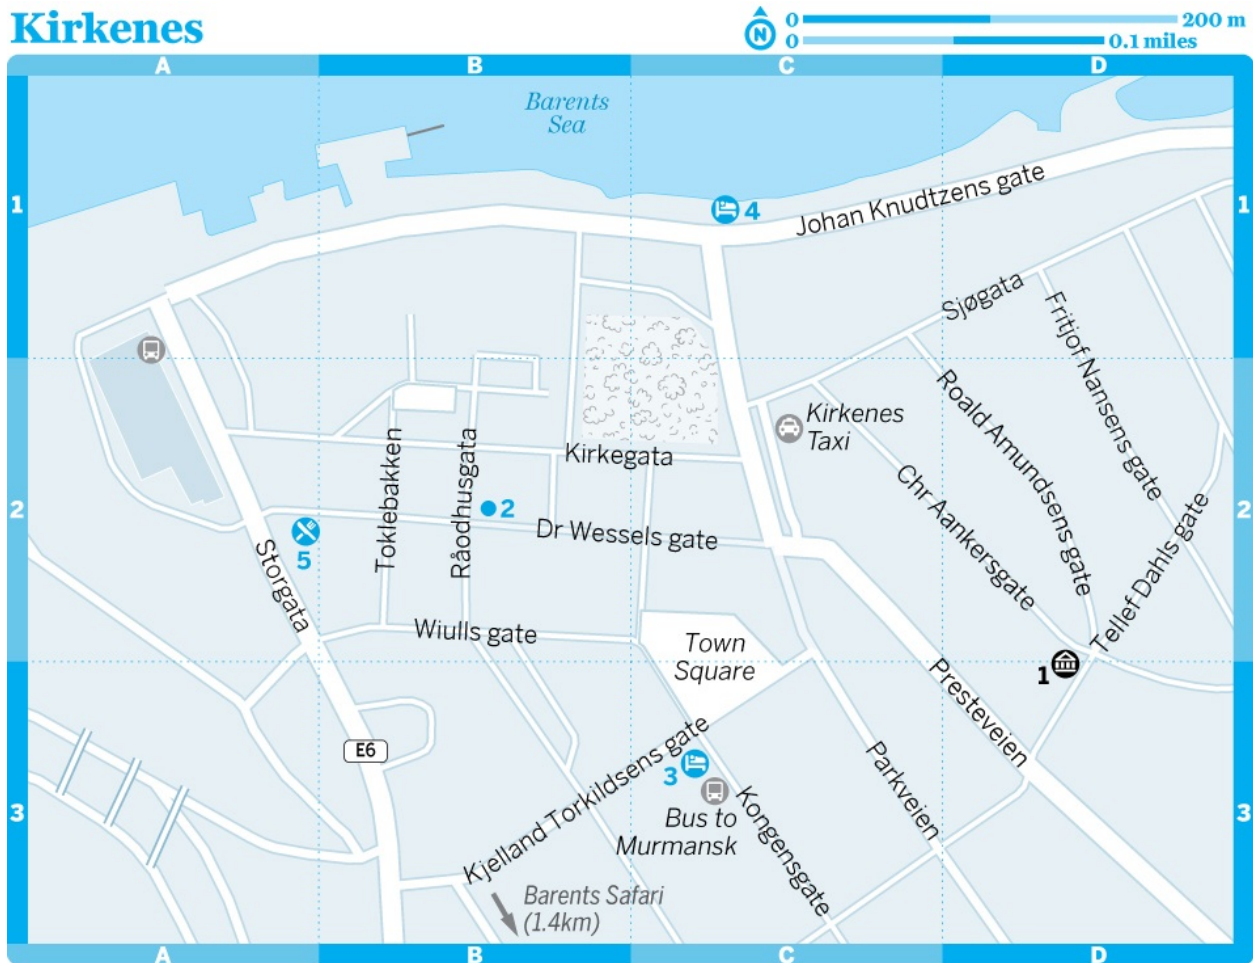 Kirkenes
N
0 200 m
0 0.1 miles
A B C D
Barents
Sea
1 1
4
Johan Knudtzens gate
Sjøgata
Fritjof Nansens gate
Roald Amundsens gate
Kirkenes
Taxi
Kirkegata
Chr Aankersgate
Toklebakken
Råodhusgata
2
Dr Wessels gate
2 2
5
Storgata
Tellef Dahls gate
Wiulls gate
Town
Square
1
Presteveien
E6
Kjelland Torkildsens gate
3
Parkveien
Kongensgate
Bus to
Murmansk
3 3
Barents Safari
(1.4km)
A B C D